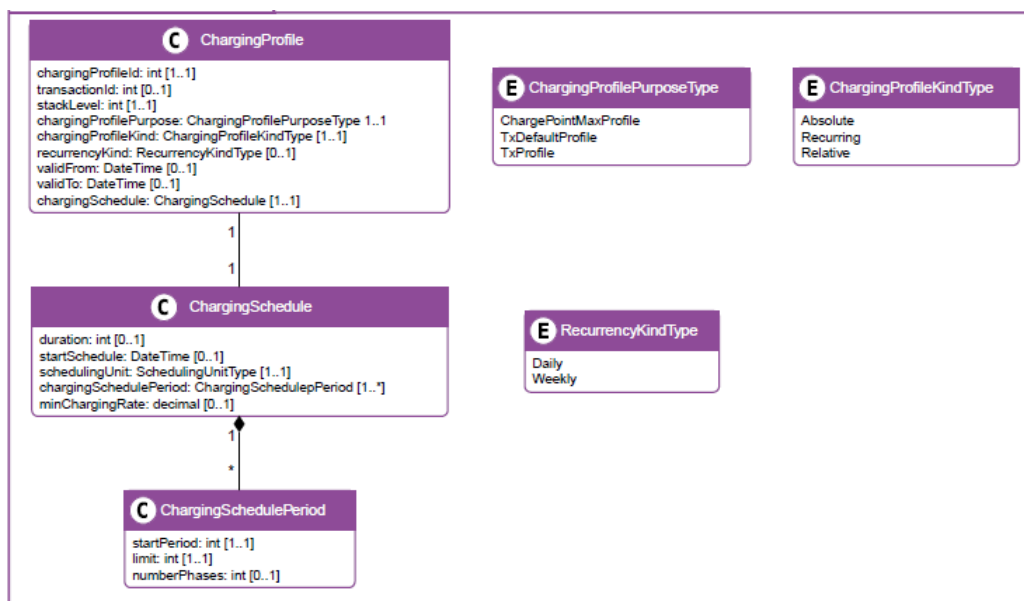 C ChargingProfile
chargingProfileId: int [1..1]
transactionId: int [0..1]
stackLevel: int [1..1]
chargingProfilePurpose: ChargingProfilePurposeType 1..1
chargingProfileKind: ChargingProfileKindType [1..1]
recurrencyKind: RecurrencyKindType [0..1]
validFrom: DateTime [0..1]
validTo: DateTime [0..1]
chargingSchedule: ChargingSchedule [1..1]
E ChargingProfilePurposeType
ChargePointMaxProfile
TxDefaultProfile
TxProfile
E ChargingProfileKindType
Absolute
Recurring
Relative
1
1
C ChargingSchedule
duration: int [0..1]
startSchedule: DateTime [0..1]
schedulingUnit: SchedulingUnitType [1..1]
chargingSchedulePeriod: ChargingSchedulepPeriod [1..*]
minChargingRate: decimal [0..1]
E RecurrencyKindType
Daily
Weekly
1
*
C ChargingSchedulePeriod
startPeriod: int [1..1]
limit: int [1..1]
numberPhases: int [0..1]